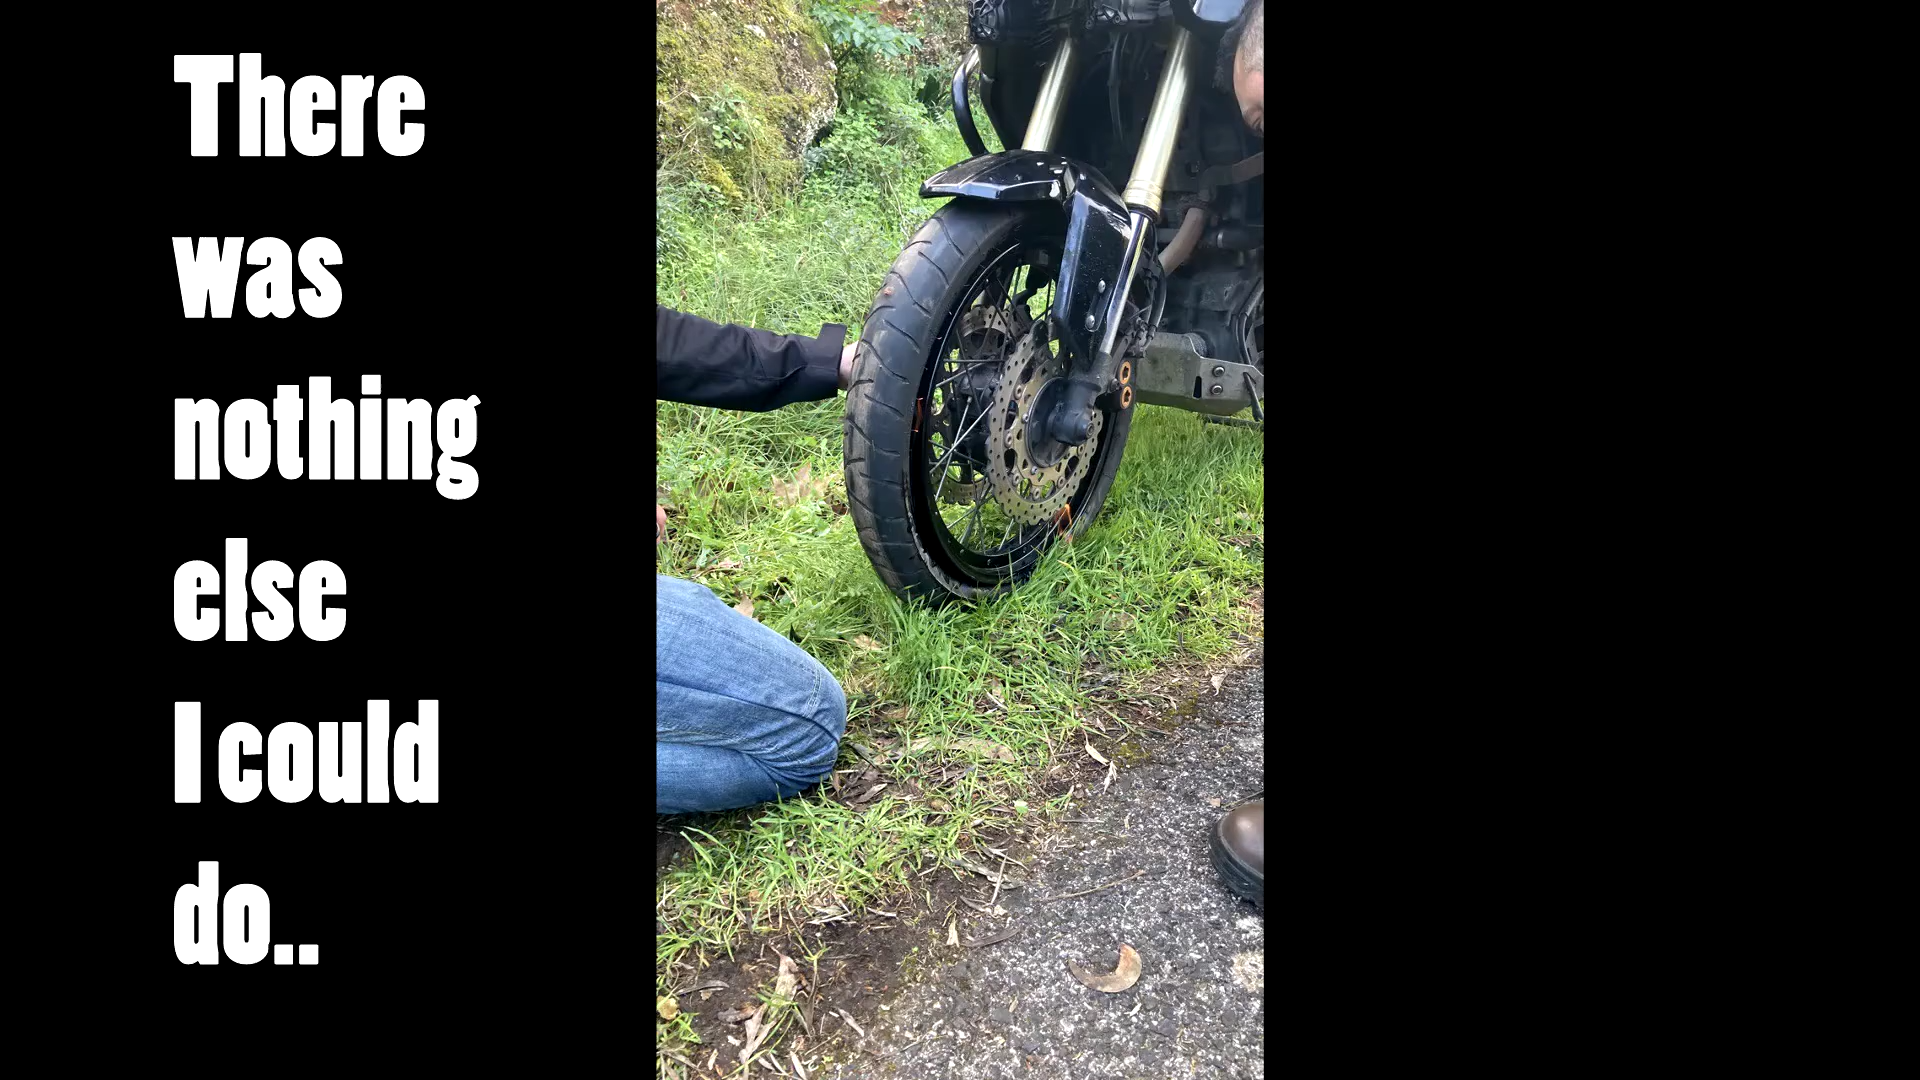 There
was
nothing
else
I could
do..